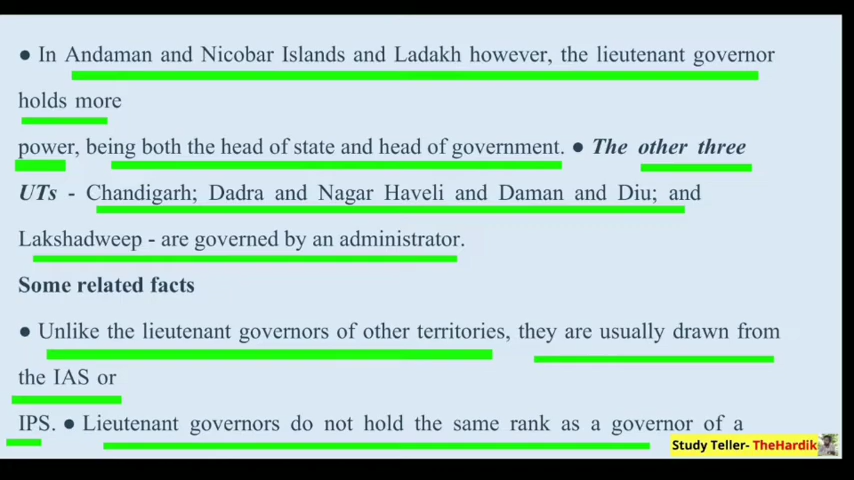 ● In Andaman and Nicobar Islands and Ladakh however, the lieutenant governor
holds more
power, being both the head of state and head of government. ● The other three
UTs - Chandigarh; Dadra and Nagar Haveli and Daman and Diu; and
Lakshadweep - are governed by an administrator.
Some related facts
● Unlike the lieutenant governors of other territories, they are usually drawn from
the IAS or
IPS. ● Lieutenant governors do not hold the same rank as a governor of a
Study Teller- TheHardik